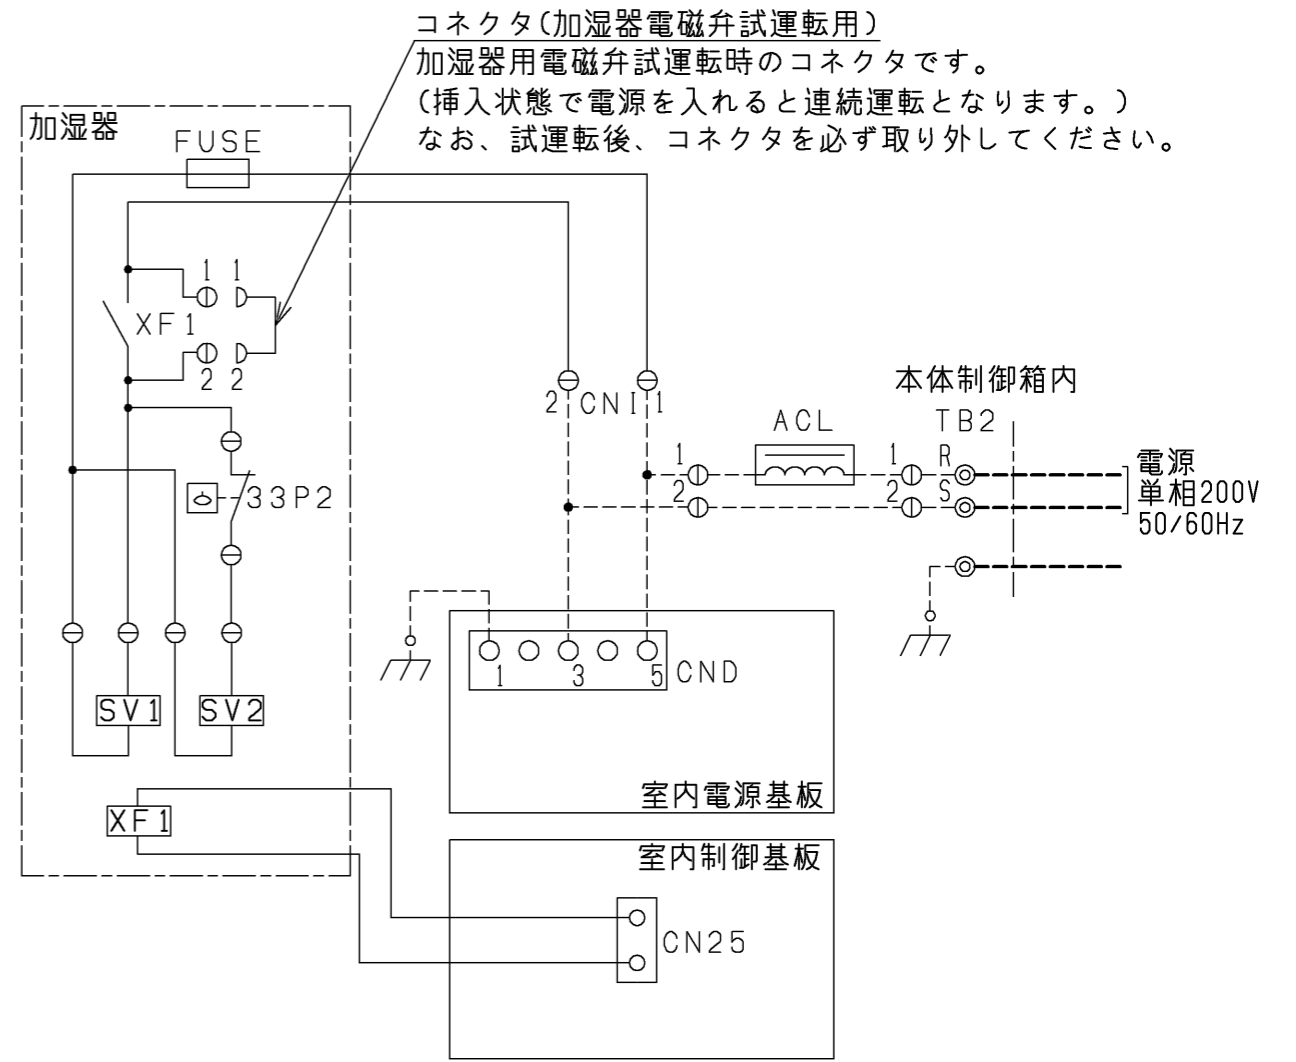 コネクタ(加湿器電磁弁試運転用)
加湿器用電磁弁試運転時のコネクタです。
(挿入状態で電源を入れると連続運転となります。)
なお、試運転後、コネクタを必ず取り外してください。
加湿器
FUSE
1 1
XF1
2 2
33P2
SV1 SV2
XF1
2 CNI 1
本体制御箱内
ACL
TB2
1 1 R
2 2 S
電源
単相200V
50/60Hz
1 3 5 CND
室内電源基板
室内制御基板
CN25